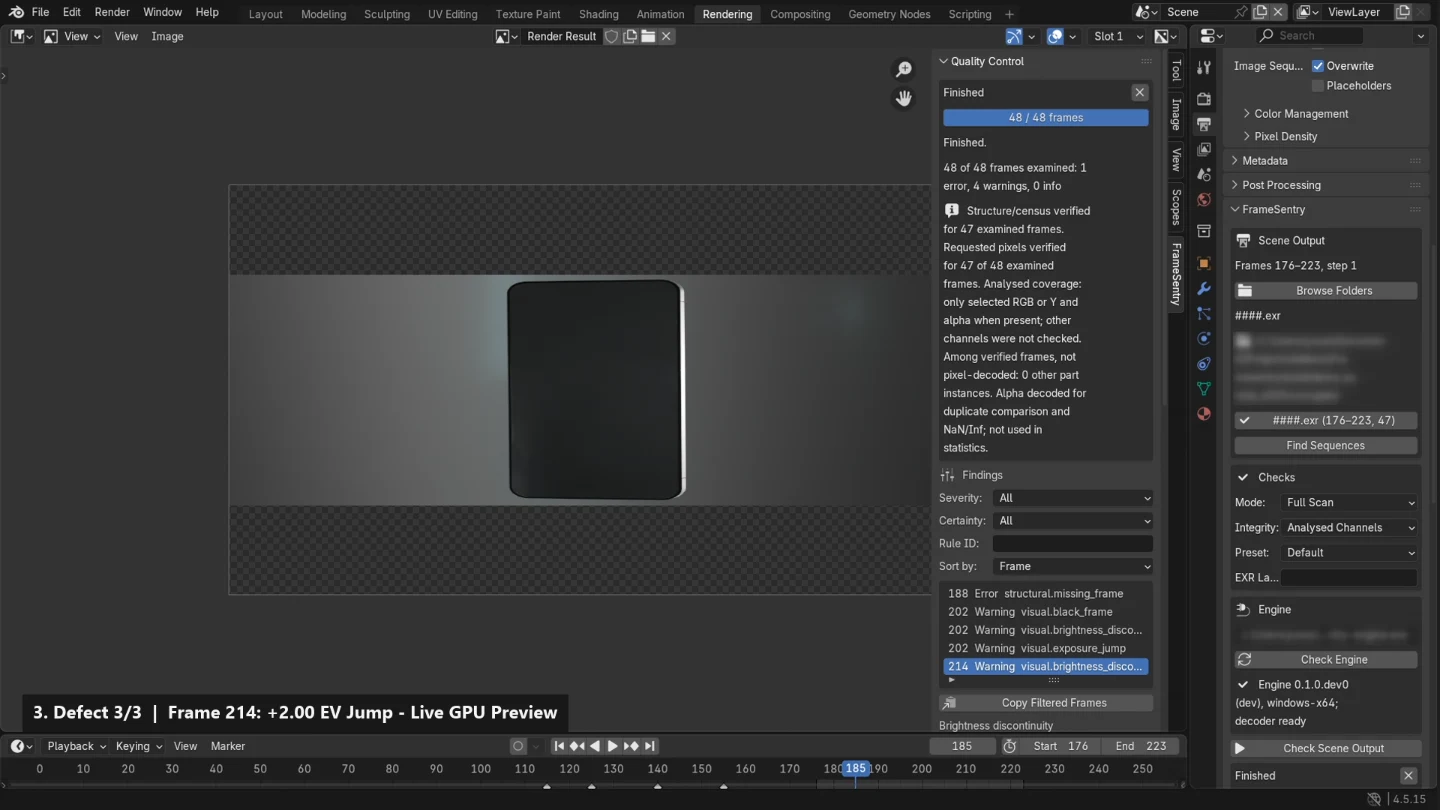 File Edit Render Window Help Layout Modeling Sculpting UV Editing Texture Paint Shading Animation Rendering Compositing Geometry Nodes Scripting + Scene ViewLayer
View View Image Render Result Slot 1 Search
Quality Control
Finished
48 / 48 frames
Finished.
48 of 48 frames examined: 1
error, 4 warnings, 0 info
Structure/census verified
for 47 examined frames.
Requested pixels verified
for 47 of 48 examined
frames. Analysed coverage:
only selected RGB or Y and
alpha when present; other
channels were not checked.
Among verified frames, not
pixel-decoded: 0 other part
instances. Alpha decoded for
duplicate comparison and
NaN/Inf; not used in
statistics.
Findings
Severity: All
Certainty: All
Rule ID:
Sort by: Frame
188 Error structural.missing_frame
202 Warning visual.black_frame
202 Warning visual.brightness_disco...
202 Warning visual.exposure_jump
214 Warning visual.brightness_disco...
Copy Filtered Frames
Brightness discontinuity
Tool
Image
View
Scopes
FrameSentry
Image Sequ... Overwrite
Placeholders
Color Management
Pixel Density
Metadata
Post Processing
FrameSentry
Scene Output
Frames 176–223, step 1
Browse Folders
####.exr
####.exr (176–223, 47)
Find Sequences
Checks
Mode: Full Scan
Integrity: Analysed Channels
Preset: Default
EXR La...
Engine
Check Engine
Engine 0.1.0.dev0
(dev), windows-x64;
decoder ready
Check Scene Output
Finished
3. Defect 3/3 | Frame 214: +2.00 EV Jump - Live GPU Preview
Playback Keying View Marker 185 Start 176 End 223
0 10 20 30 40 50 60 70 80 90 100 110 120 130 140 150 160 170 180 185 190 200 210 220 230 240 250
4.5.15